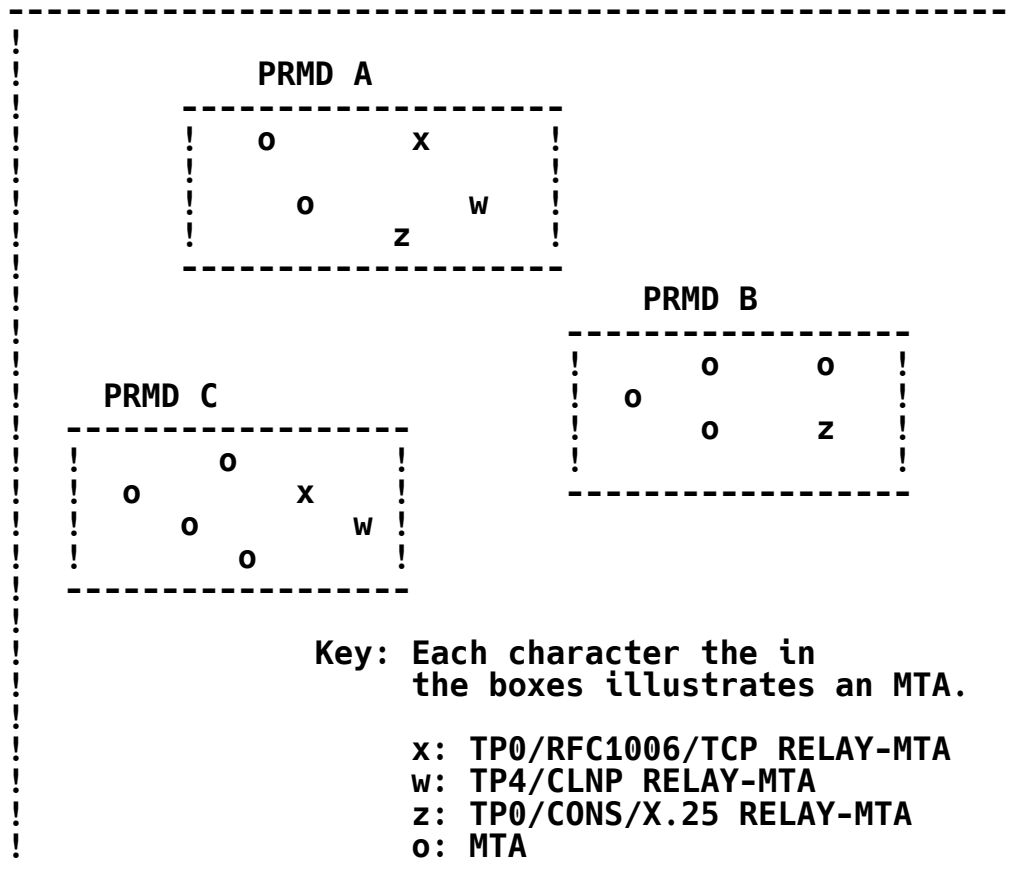 -----------------------------------------------------
!
!            PRMD A
!        --------------------
!        !   o       x      !
!        !                  !
!        !     o        w   !
!        !          z       !
!        --------------------
!                                PRMD B
!                            ------------------
!                            !      o     o   !
!    PRMD C                  !  o             !
!  ------------------        !      o     z   !
!  !       o        !        !                !
!  !  o        x    !        ------------------
!  !     o        w !
!  !        o       !
!  ------------------
!
!               Key: Each character the in
!                    the boxes illustrates an MTA.
!
!                    x: TP0/RFC1006/TCP RELAY-MTA
!                    w: TP4/CLNP RELAY-MTA
!                    z: TP0/CONS/X.25 RELAY-MTA
!                    o: MTA